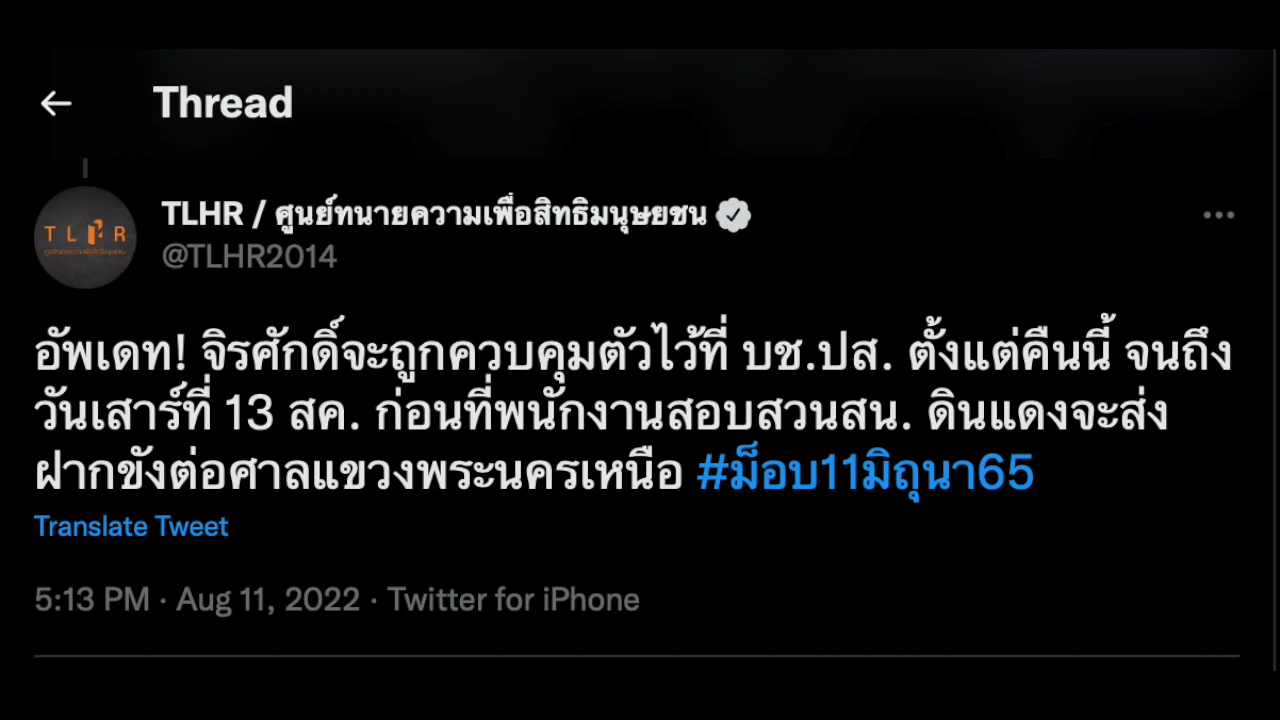 Thread
TLHR / ศูนย์ทนายความเพื่อสิทธิมนุษยชน
@TLHR2014
TLHR
อัพเดท! จิรศักดิ์จะถูกควบคุมตัวไว้ที่ บช.ปส. ตั้งแต่คืนนี้ จนถึง
วันเสาร์ที่ 13 สค. ก่อนที่พนักงานสอบสวนสน. ดินแดงจะส่ง
ฝากขังต่อศาลแขวงพระนครเหนือ #ม็อบ11มิถุนา65
Translate Tweet
5:13 PM · Aug 11, 2022 · Twitter for iPhone